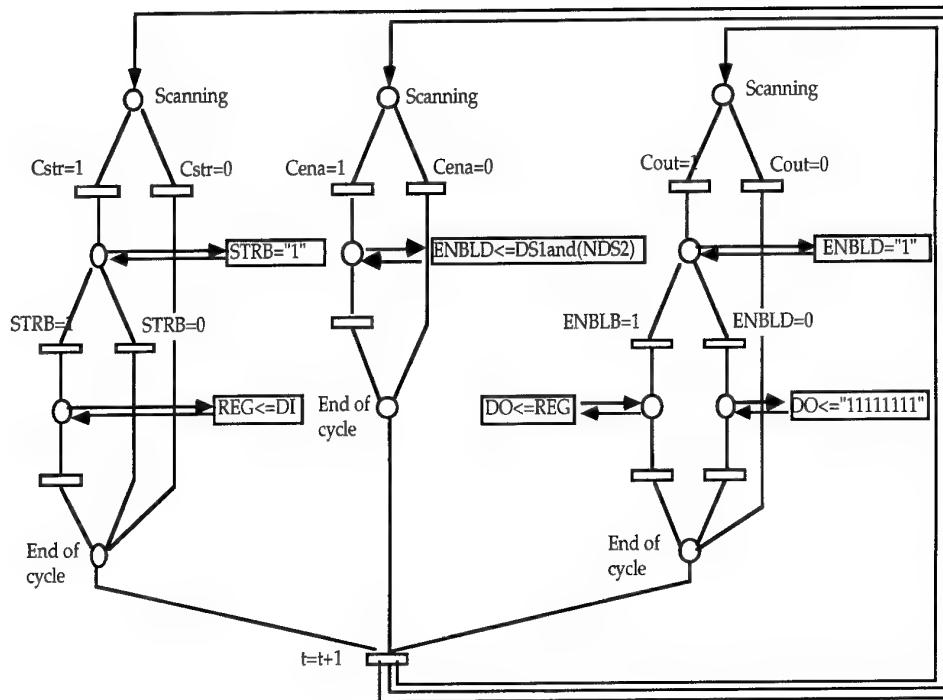 Scanning
Scanning
Scanning
Cstr=1
Cstr=0
Cena=1
Cena=0
Cout=1
Cout=0
STRB="1"
ENBLD<=DS1and(NDS2)
ENBLD="1"
STRB=1
STRB=0
ENBLB=1
ENBLD=0
REG<=DI
End of
cycle
DO<=REG
DO<="11111111"
End of
cycle
End of
cycle
t=t+1